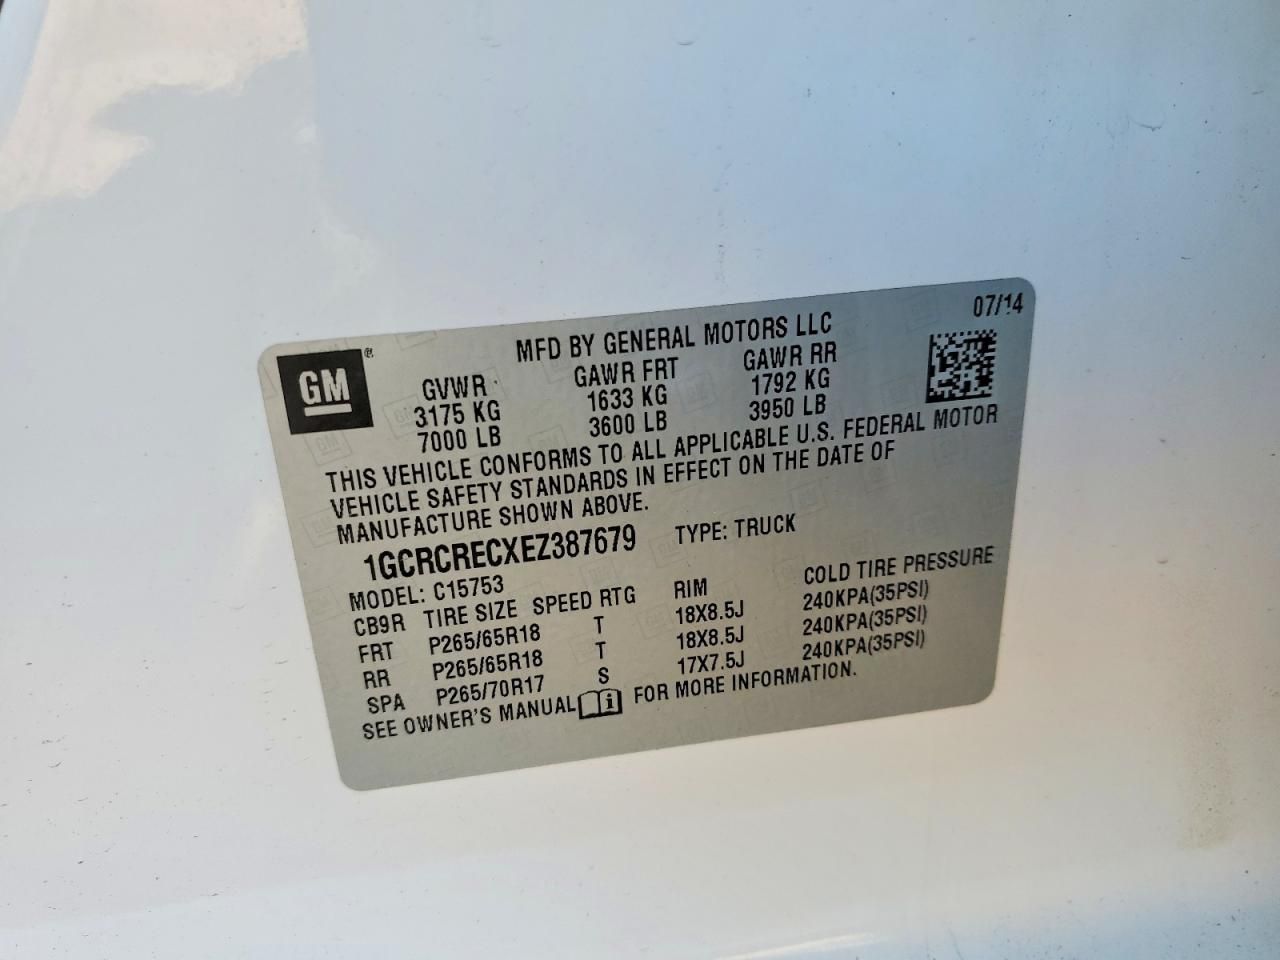 07/14
MFD BY GENERAL MOTORS LLC
GM®
GVWR GAWR FRT GAWR RR
3175 KG 1633 KG 1792 KG
7000 LB 3600 LB 3950 LB
THIS VEHICLE CONFORMS TO ALL APPLICABLE U.S. FEDERAL MOTOR
VEHICLE SAFETY STANDARDS IN EFFECT ON THE DATE OF
MANUFACTURE SHOWN ABOVE.
1GCRCRECXEZ387679 TYPE: TRUCK
MODEL: C15753
CB9R TIRE SIZE SPEED RTG RIM COLD TIRE PRESSURE
FRT P265/65R18 T 18X8.5J 240KPA(35PSI)
RR P265/65R18 T 18X8.5J 240KPA(35PSI)
SPA P265/70R17 S 17X7.5J 240KPA(35PSI)
SEE OWNER'S MANUAL i FOR MORE INFORMATION.